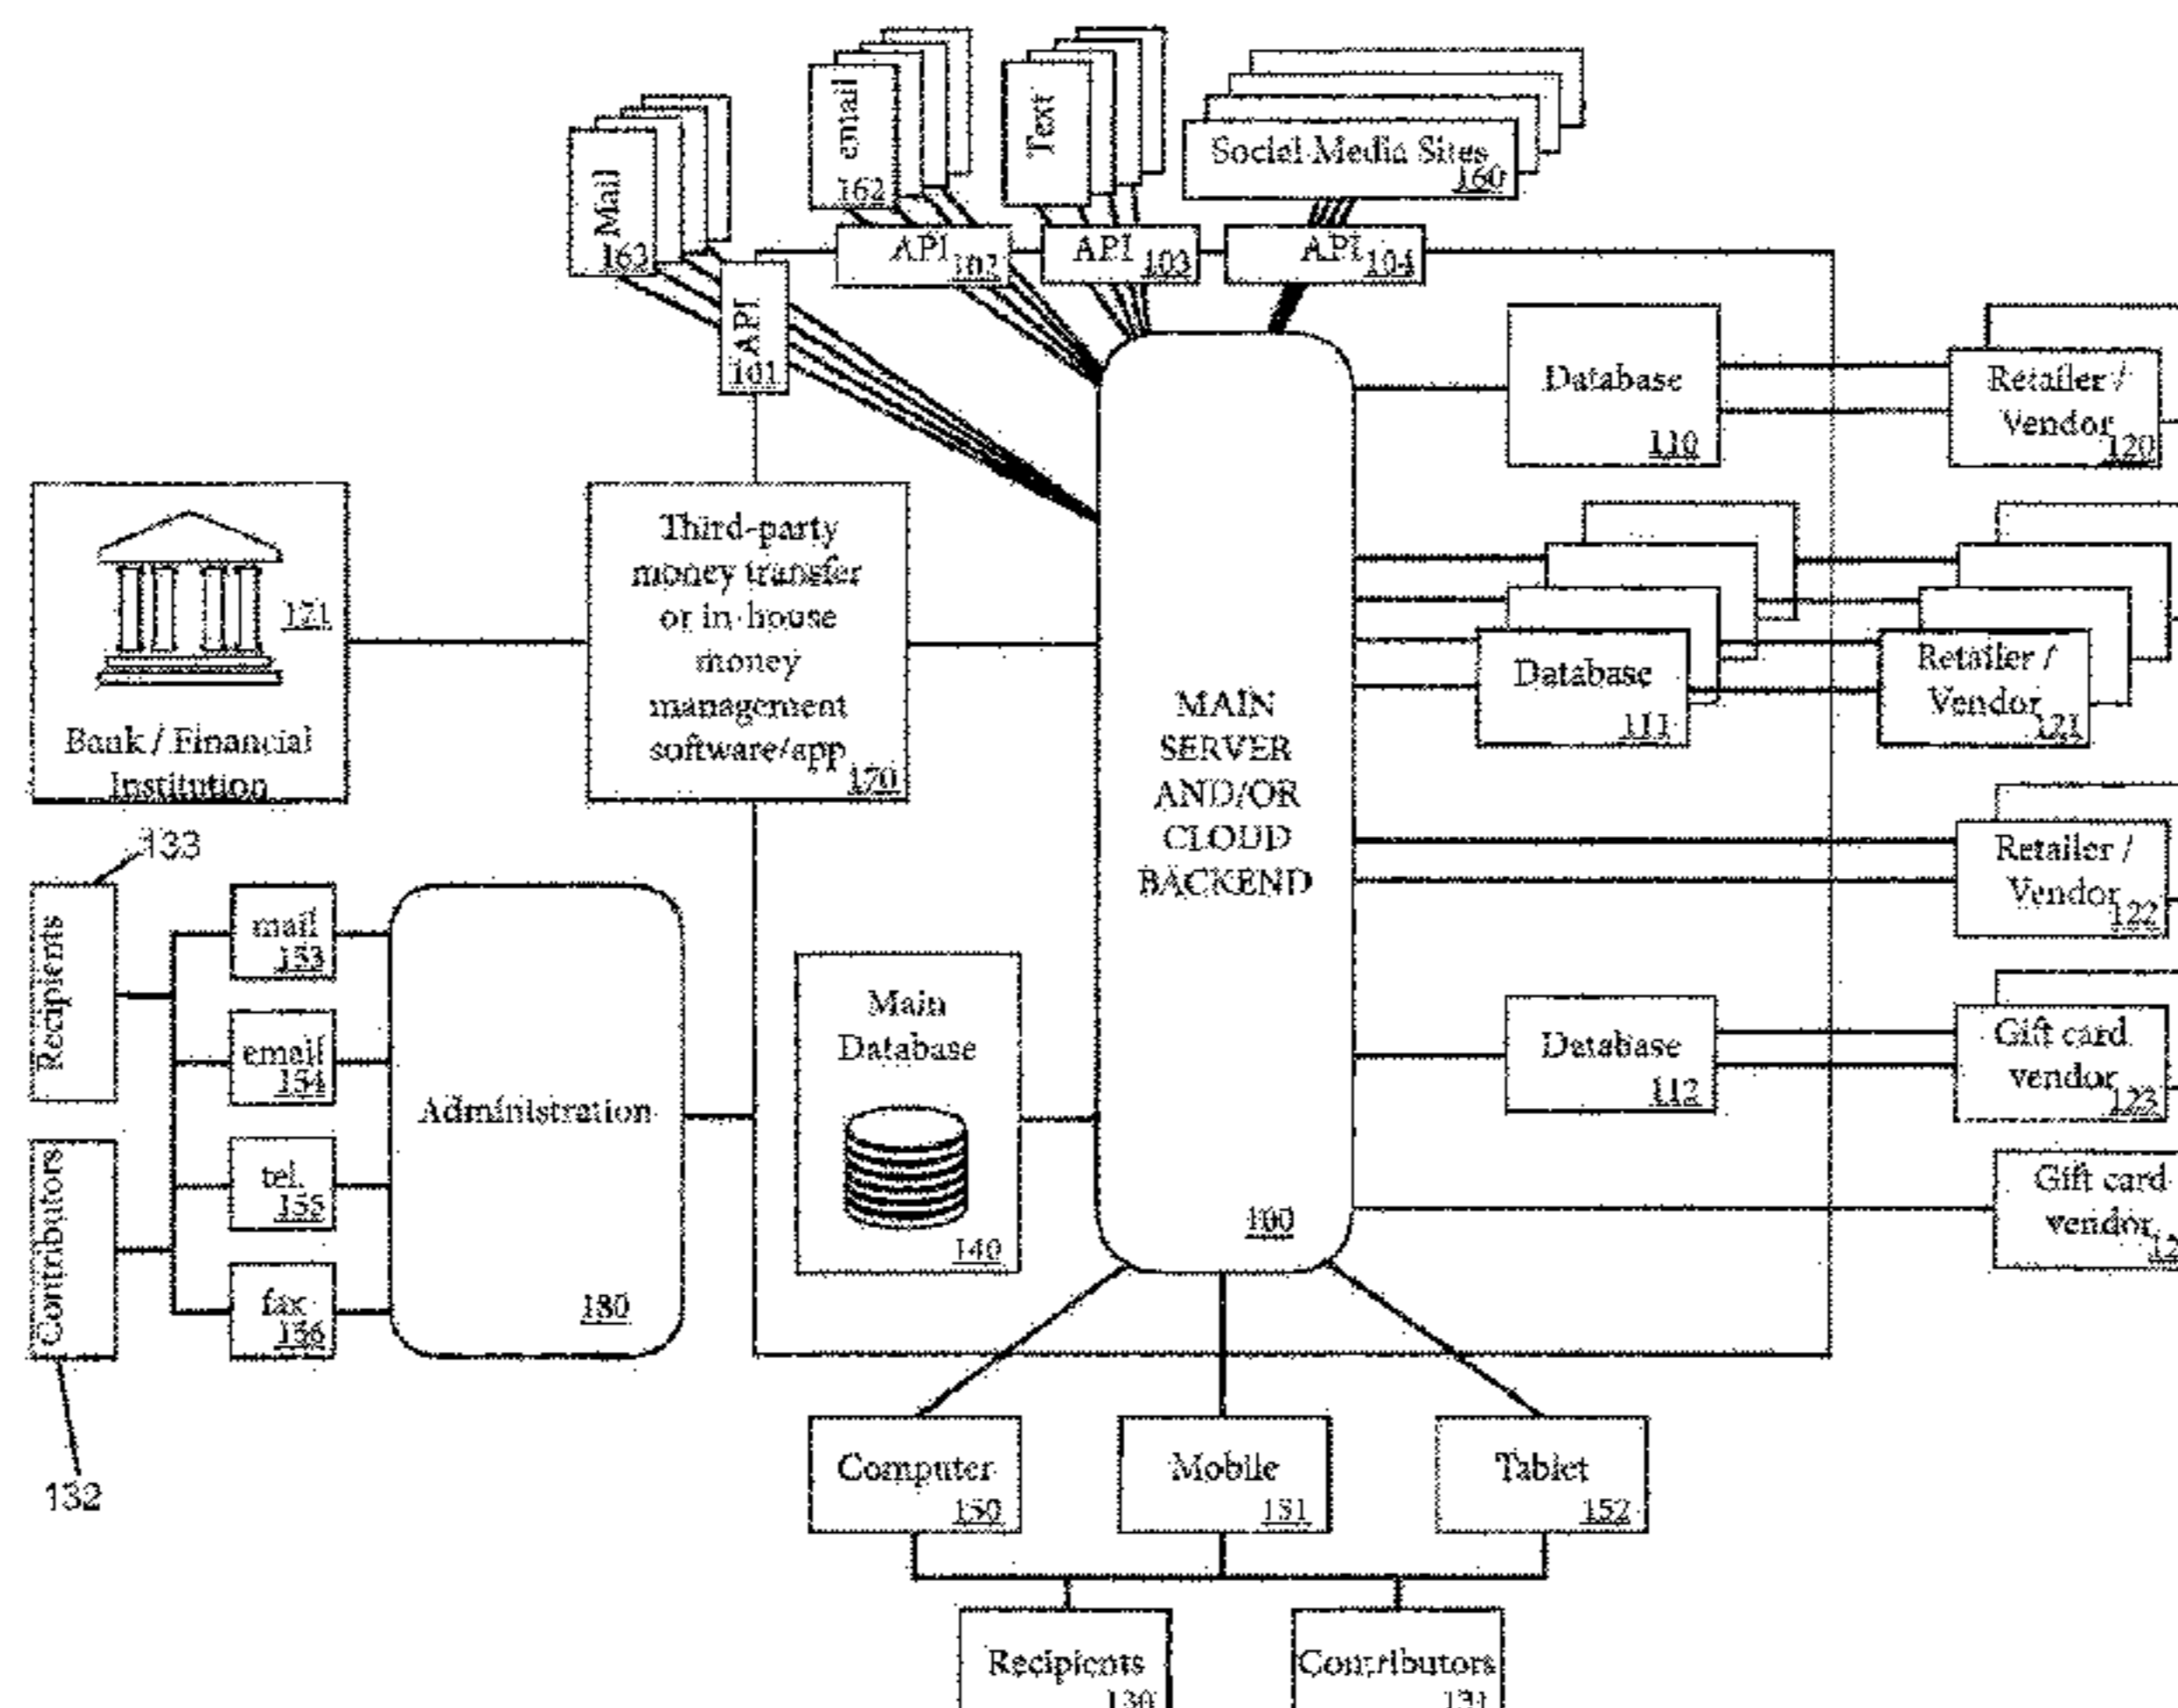 email
162
Text
Social Media Sites
160
Mail
163
API
102
API
103
API
104
API
101
Database
110
Retailer /
Vendor
120
Third-party
money transfer
or in-house
money
management
software/app
170
171
Bank / Financial
Institution
Database
111
Retailer /
Vendor
121
MAIN
SERVER
AND/OR
CLOUD
BACKEND
100
Retailer /
Vendor
122
133
Recipients
mail
153
email
154
tel.
155
fax
156
Contributors
132
Administration
180
Main
Database
140
Database
112
Gift card
vendor
123
Gift card
vendor
Computer
150
Mobile
151
Tablet
152
Recipients
130
Contributors
131